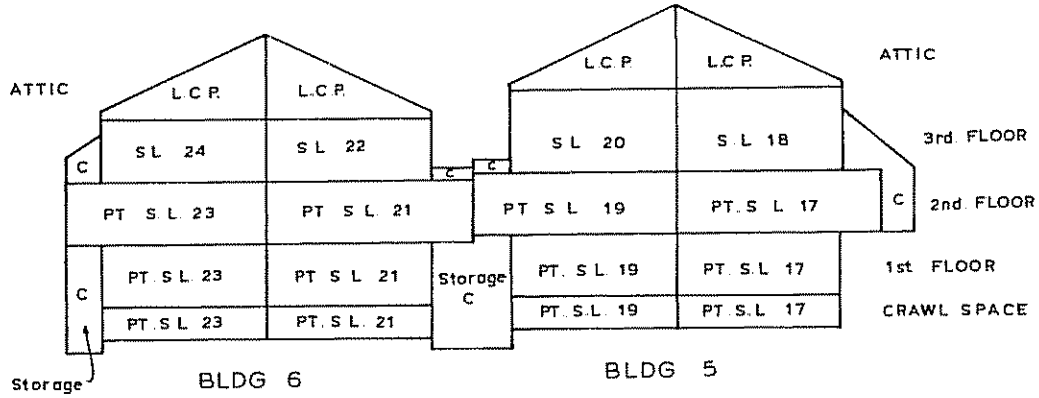 ATTIC
L.C.P.
L.C.P.
L.C.P.
L.C.P.
ATTIC
S L 24
S L 22
S L 20
S L 18
3rd. FLOOR
C
C
C
PT S.L. 23
PT S.L. 21
PT S L 19
PT. S L 17
C
2nd. FLOOR
C
PT. S L 23
PT. S L 21
Storage
C
PT. S L. 19
PT. S.L. 17
1st FLOOR
PT. S L 23
PT. S.L. 21
PT. S.L. 19
PT. S.L 17
CRAWL SPACE
Storage
BLDG 6
BLDG 5